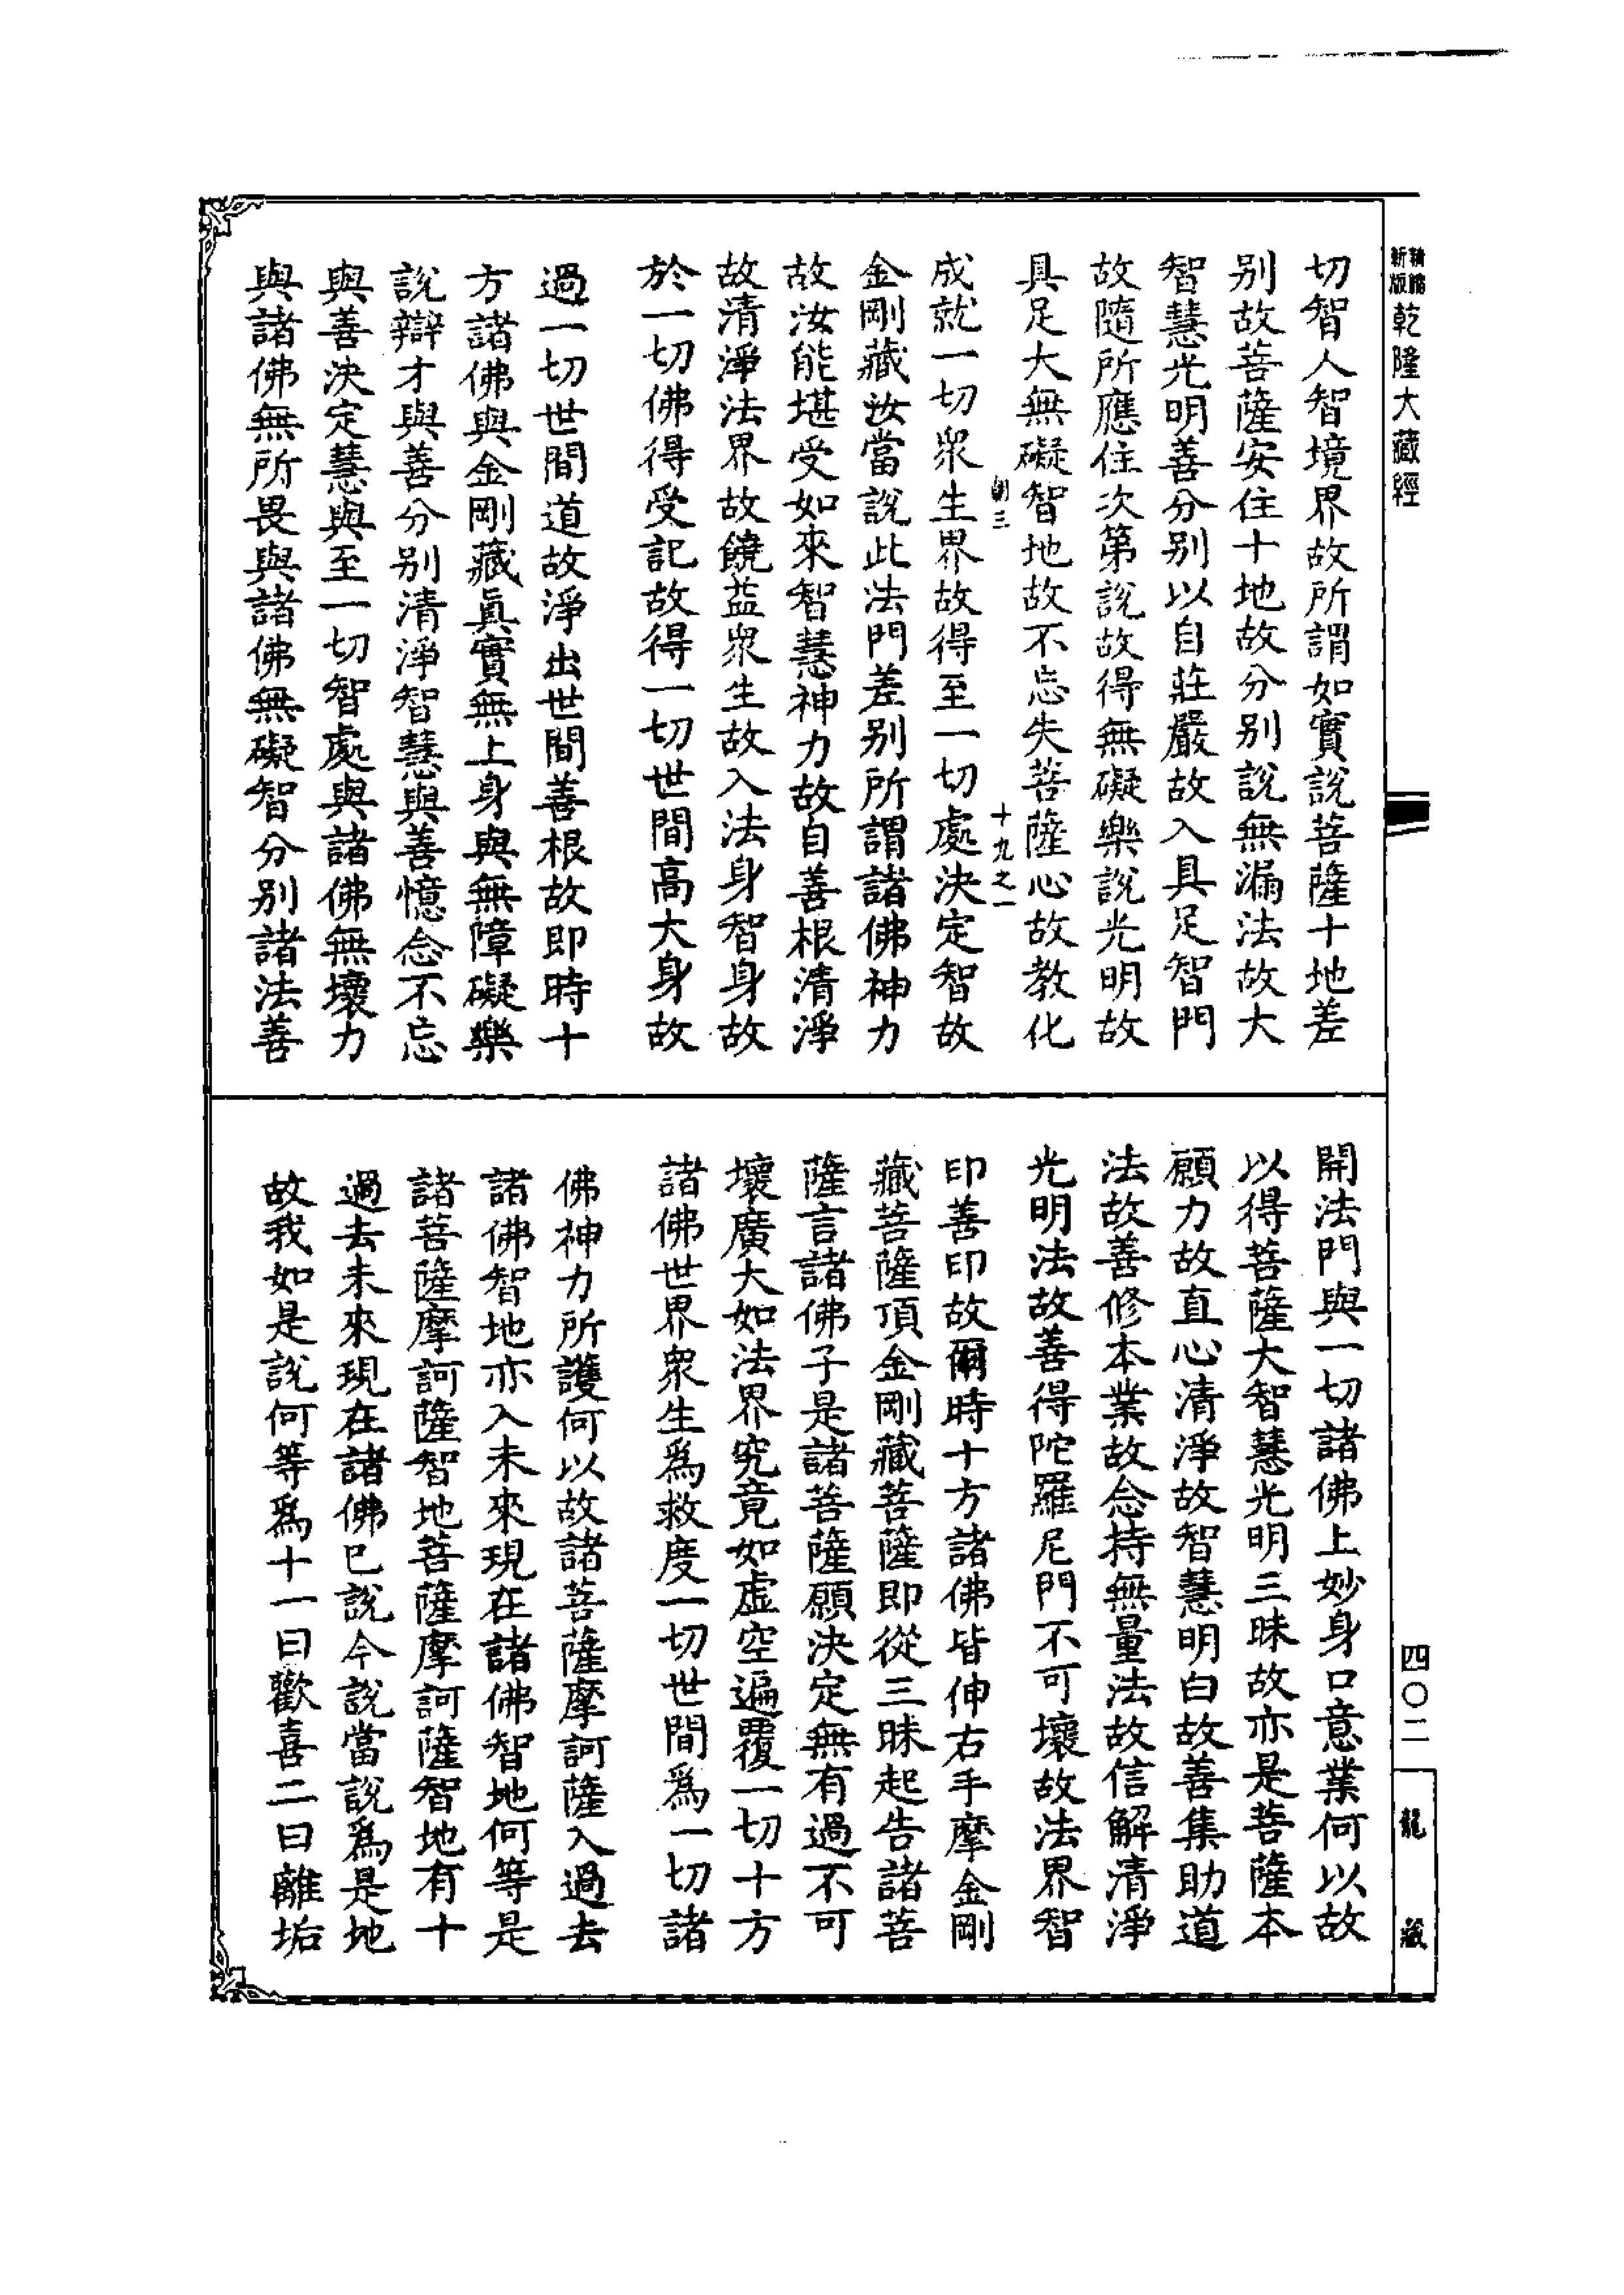 新版
精縮
乾隆大藏經
切智人智境界故所謂如實說菩薩十地差
别故菩薩安住十地故分别說無漏法故大
智慧光明善分别以自莊嚴故入具足智門
故隨所應住次第說故得無礙樂說光明故
具足大無礙智地故不忘失菩薩心故教化
三
十九之一
成就一切衆生界故得至一切處決定智故
金剛藏汝當說此法門差别所謂諸佛神力
故汝能堪受如來智慧神力故自善根清淨
故清淨法界故饒益衆生故入法身智身故
於一切佛得受記故得一切世間高大身故
過一切世間道故淨出世間善根故即時十
方諸佛與金剛藏眞實無上身與無障礙樂
說辯才與善分别清淨智慧與善憶念不忘
與善決定慧與至一切智處與諸佛無壞力
與諸佛無所畏與諸佛無礙智分别諸法善
開法門與一切諸佛上妙身口意業何以故
以得菩薩大智慧光明三昧故亦是菩薩本
願力故直心清淨故智慧明白故善集助道
法故善修本業故念持無量法故信解清淨
光明法故善得陀羅尼門不可壞故法界智
印善印故爾時十方諸佛皆伸右手摩金剛
藏菩薩頂金剛藏菩薩即從三昧起告諸菩
薩言諸佛子是諸菩薩願決定無有過不可
壞廣大如法界究竟如虛空遍覆一切十方
諸佛世界衆生爲救度一切世間爲一切諸
佛神力所護何以故諸菩薩摩訶薩入過去
諸佛智地亦入未來現在諸佛智地何等是
諸菩薩摩訶薩智地菩薩摩訶薩智地有十
過去未來現在諸佛已說今說當說爲是地
故我如是說何等爲十一曰歡喜二曰離垢
四〇二
龍藏